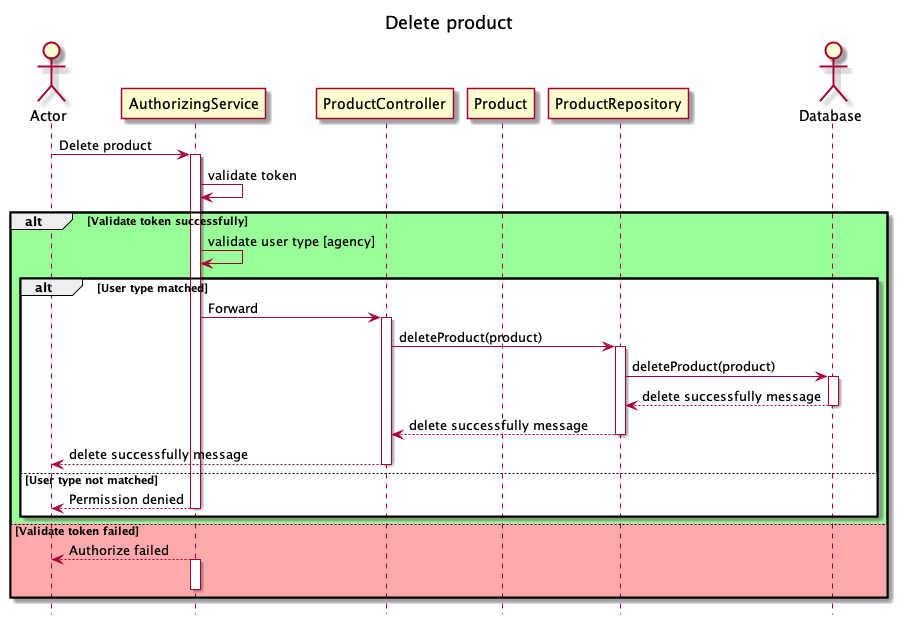 Delete product
Actor
AuthorizingService
ProductController
Product
ProductRepository
Database
Delete product
validate token
alt
[Validate token successfully]
validate user type [agency]
alt
[User type matched]
Forward
deleteProduct(product)
deleteProduct(product)
delete successfully message
delete successfully message
delete successfully message
[User type not matched]
Permission denied
[Validate token failed]
Authorize failed